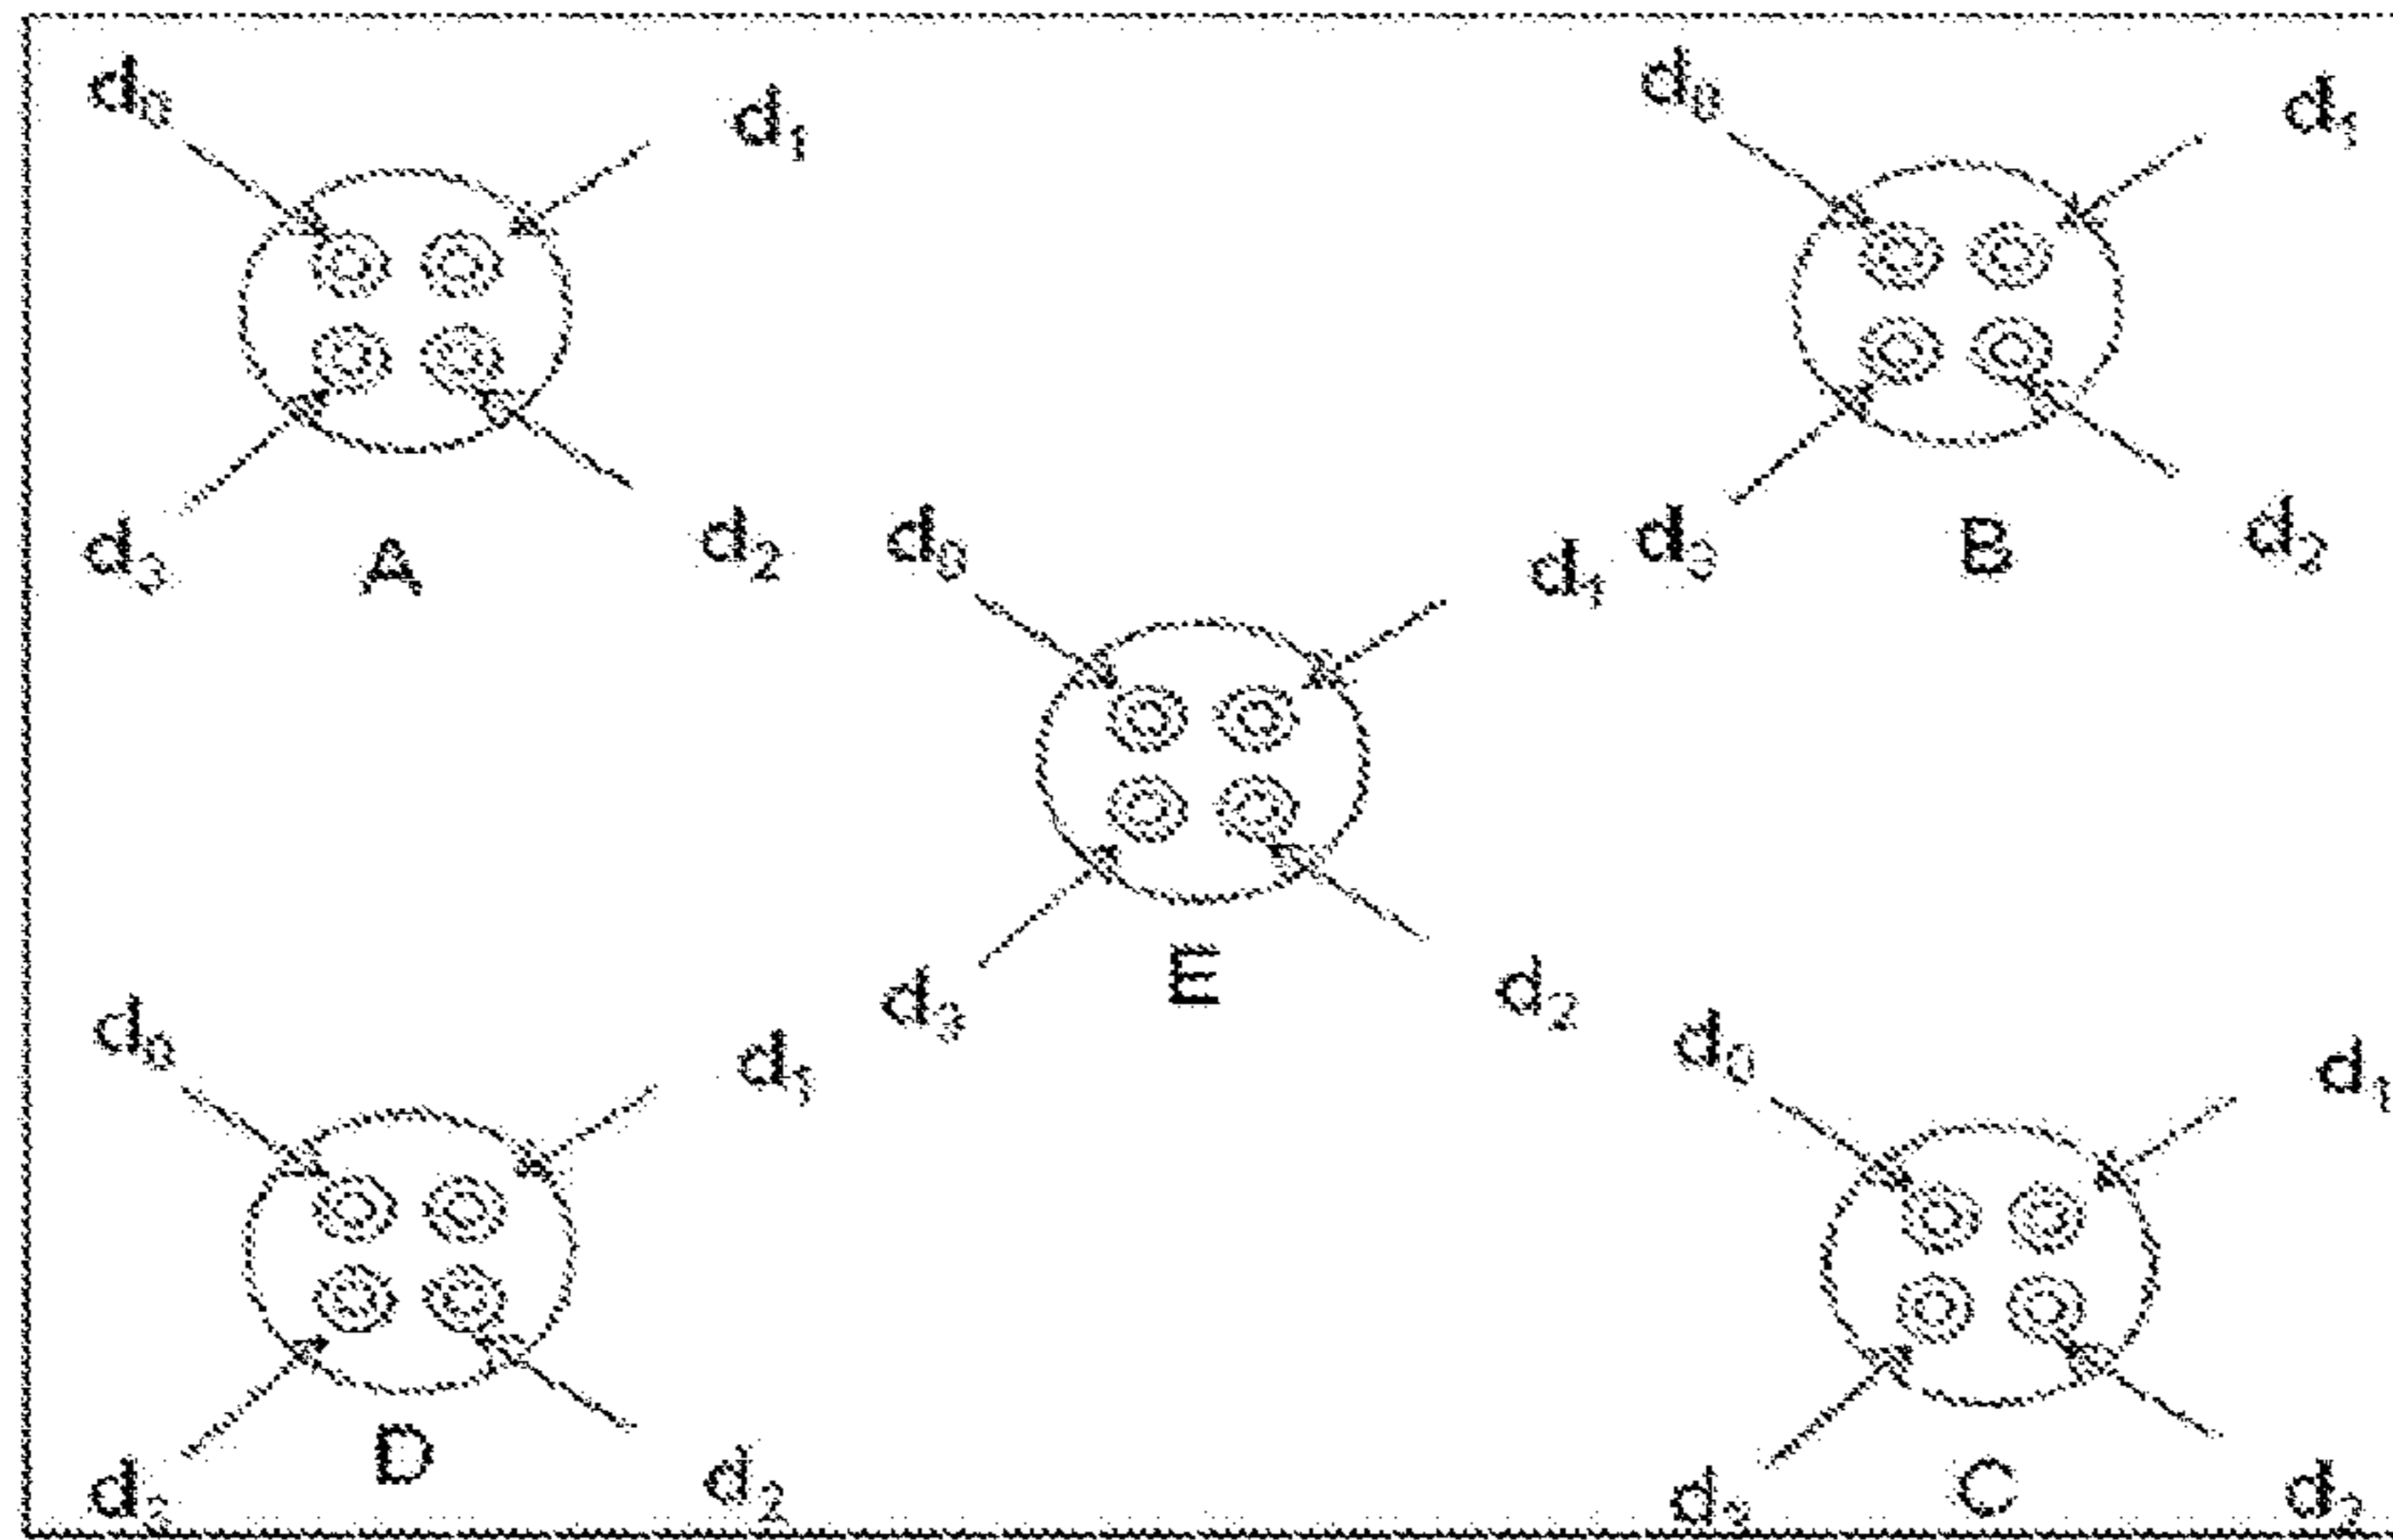 d₀ d₁ d₀ d₁
d₃ A d₂ d₃ B d₂
d₀ d₁
d₃ E d₂
d₀ d₁ d₀ d₁
d₃ D d₂ d₃ C d₂